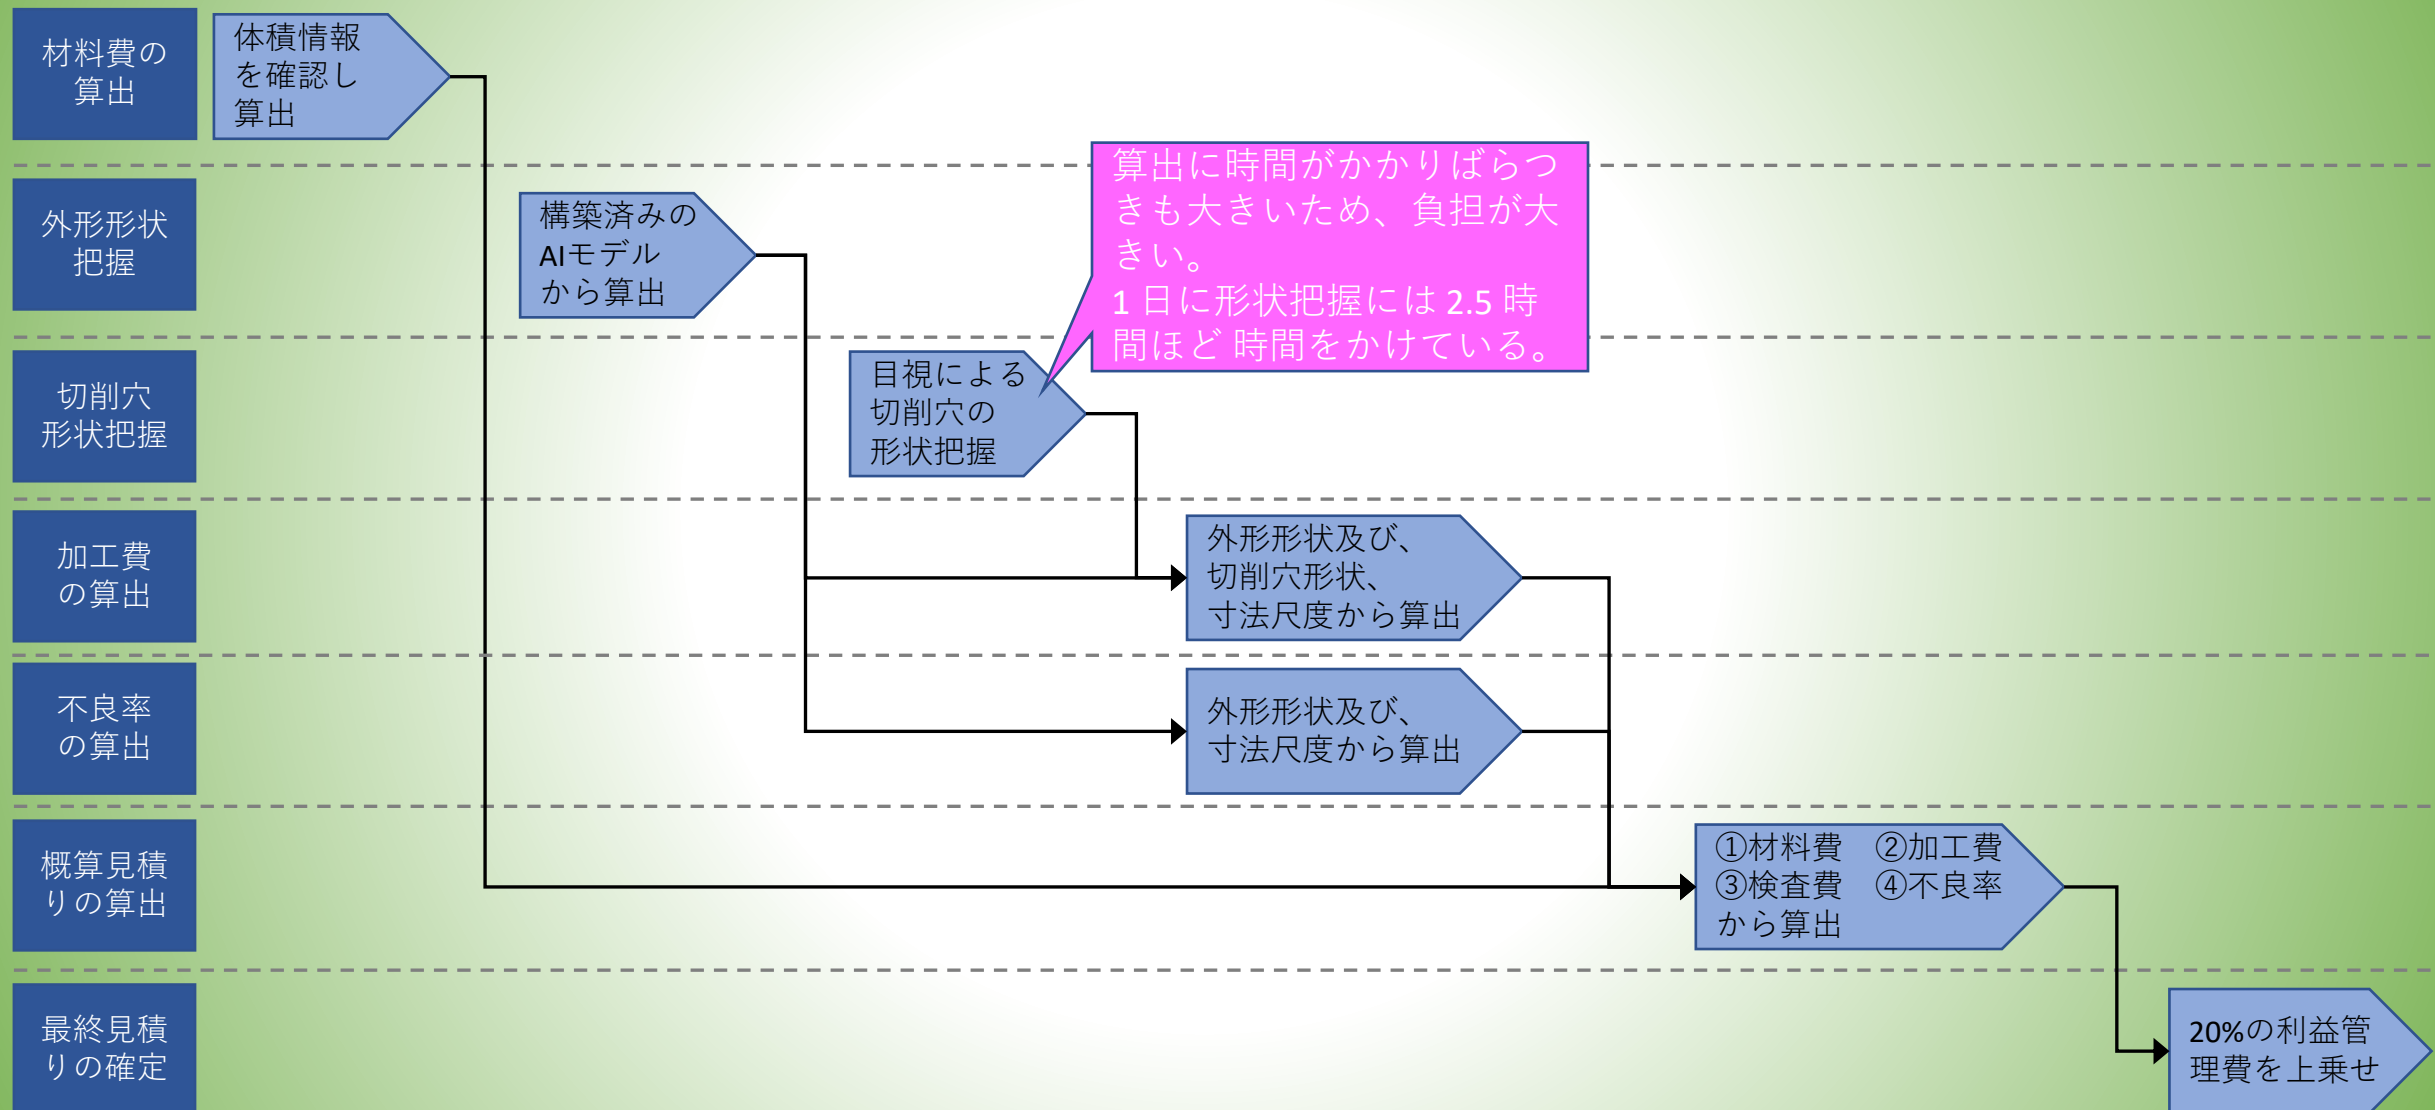 材料費の
算出
体積情報
を確認し
算出
算出に時間がかかりばらつ
きも大きいため、 負担が大
きい。
1 日に形状把握には 2.5 時
間ほど 時間をかけている。
外形形状
把握
構築済みの
AIモデル
から算出
切削穴
形状把握
目視による
切削穴の
形状把握
加工費
の算出
外形形状及び、
切削穴形状、
寸法尺度から算出
不良率
の算出
外形形状及び、
寸法尺度から算出
概算見積
りの算出
①材料費　②加工費
③検査費　④不良率
から算出
最終見積
りの確定
20%の利益管
理費を上乗せ